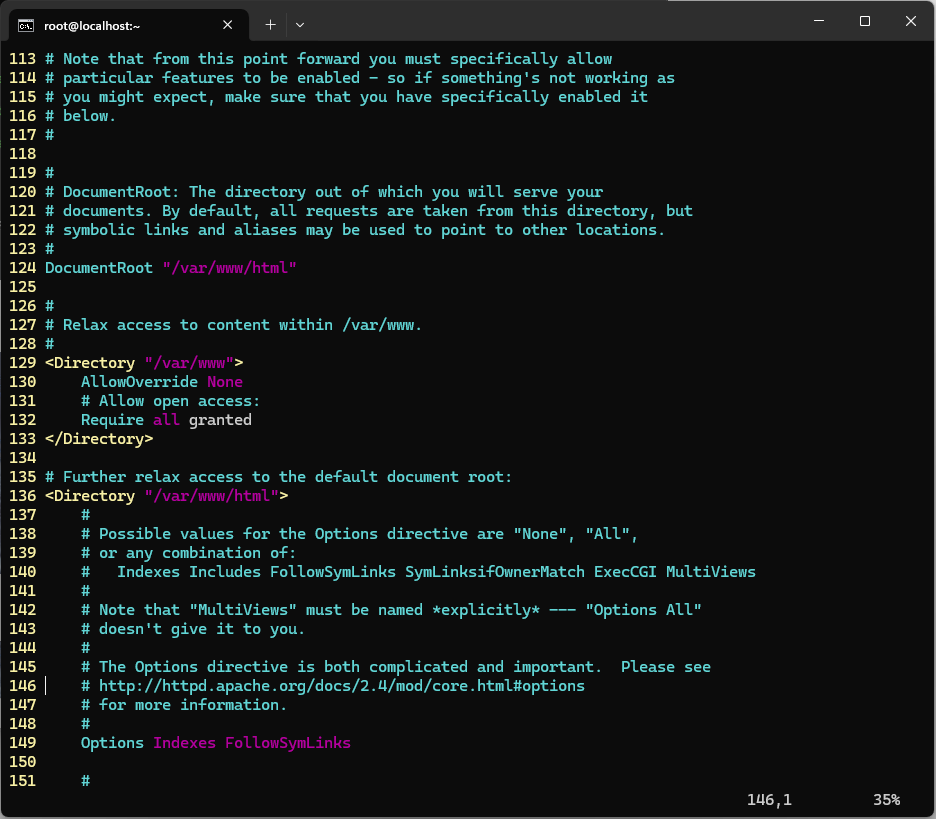 root@localhost:~
113 # Note that from this point forward you must specifically allow
114 # particular features to be enabled - so if something's not working as
115 # you might expect, make sure that you have specifically enabled it
116 # below.
117 #
118
119 #
120 # DocumentRoot: The directory out of which you will serve your
121 # documents. By default, all requests are taken from this directory, but
122 # symbolic links and aliases may be used to point to other locations.
123 #
124 DocumentRoot "/var/www/html"
125
126 #
127 # Relax access to content within /var/www.
128 #
129 <Directory "/var/www">
130     AllowOverride None
131     # Allow open access:
132     Require all granted
133 </Directory>
134
135 # Further relax access to the default document root:
136 <Directory "/var/www/html">
137     #
138     # Possible values for the Options directive are "None", "All",
139     # or any combination of:
140     #   Indexes Includes FollowSymLinks SymLinksifOwnerMatch ExecCGI MultiViews
141     #
142     # Note that "MultiViews" must be named *explicitly* --- "Options All"
143     # doesn't give it to you.
144     #
145     # The Options directive is both complicated and important.  Please see
146     # http://httpd.apache.org/docs/2.4/mod/core.html#options
147     # for more information.
148     #
149     Options Indexes FollowSymLinks
150
151     #
146,1 35%